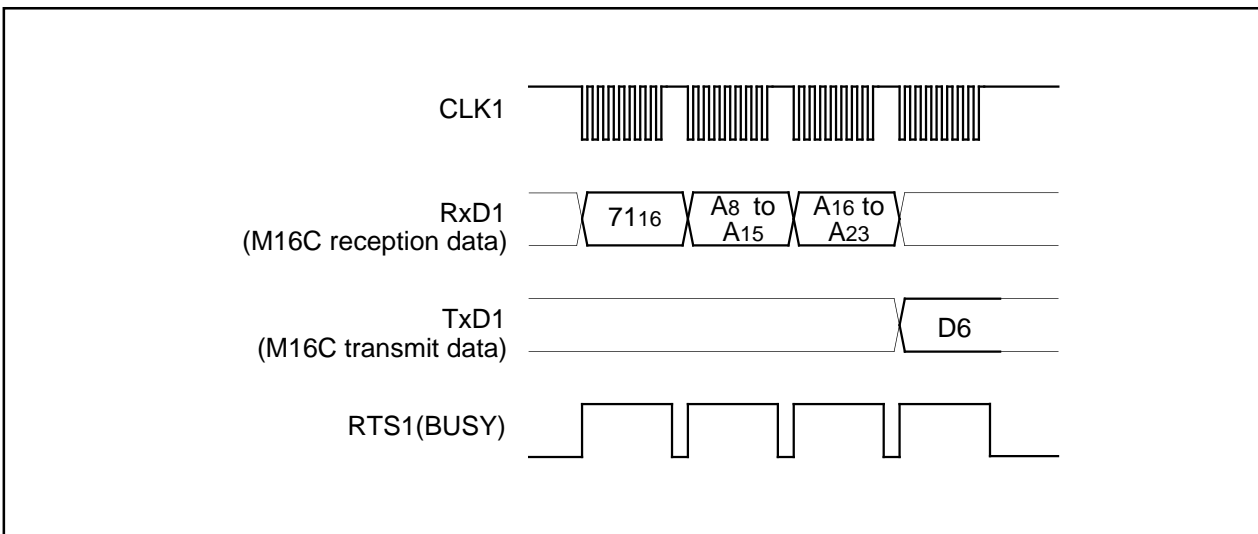 CLK1
RxD1
(M16C reception data)
7116
A8 to
A15
A16 to
A23
TxD1
(M16C transmit data)
D6
RTS1(BUSY)